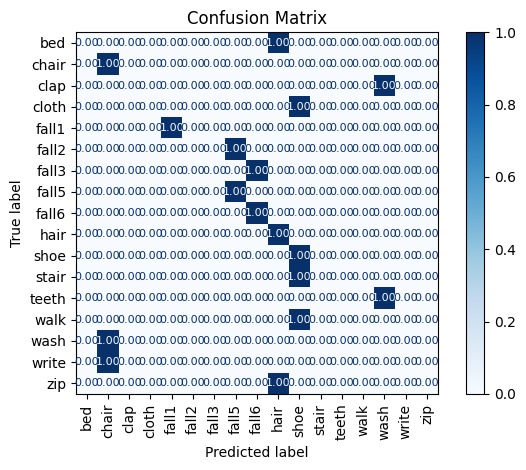 Confusion Matrix
bed 0.00 0.00 0.00 0.00 0.00 0.00 0.00 0.00 0.00 1.00 0.00 0.00 0.00 0.00 0.00 0.00 0.00
chair 0.00 1.00 0.00 0.00 0.00 0.00 0.00 0.00 0.00 0.00 0.00 0.00 0.00 0.00 0.00 0.00 0.00
clap 0.00 0.00 0.00 0.00 0.00 0.00 0.00 0.00 0.00 0.00 0.00 0.00 0.00 0.00 1.00 0.00 0.00
cloth 0.00 0.00 0.00 0.00 0.00 0.00 0.00 0.00 0.00 0.00 1.00 0.00 0.00 0.00 0.00 0.00 0.00
fall1 0.00 0.00 0.00 0.00 1.00 0.00 0.00 0.00 0.00 0.00 0.00 0.00 0.00 0.00 0.00 0.00 0.00
fall2 0.00 0.00 0.00 0.00 0.00 0.00 0.00 1.00 0.00 0.00 0.00 0.00 0.00 0.00 0.00 0.00 0.00
fall3 0.00 0.00 0.00 0.00 0.00 0.00 0.00 0.00 1.00 0.00 0.00 0.00 0.00 0.00 0.00 0.00 0.00
fall5 0.00 0.00 0.00 0.00 0.00 0.00 0.00 1.00 0.00 0.00 0.00 0.00 0.00 0.00 0.00 0.00 0.00
fall6 0.00 0.00 0.00 0.00 0.00 0.00 0.00 0.00 1.00 0.00 0.00 0.00 0.00 0.00 0.00 0.00 0.00
hair 0.00 0.00 0.00 0.00 0.00 0.00 0.00 0.00 0.00 1.00 0.00 0.00 0.00 0.00 0.00 0.00 0.00
shoe 0.00 0.00 0.00 0.00 0.00 0.00 0.00 0.00 0.00 0.00 1.00 0.00 0.00 0.00 0.00 0.00 0.00
stair 0.00 0.00 0.00 0.00 0.00 0.00 0.00 0.00 0.00 0.00 1.00 0.00 0.00 0.00 0.00 0.00 0.00
teeth 0.00 0.00 0.00 0.00 0.00 0.00 0.00 0.00 0.00 0.00 0.00 0.00 0.00 0.00 1.00 0.00 0.00
walk 0.00 0.00 0.00 0.00 0.00 0.00 0.00 0.00 0.00 0.00 1.00 0.00 0.00 0.00 0.00 0.00 0.00
wash 0.00 1.00 0.00 0.00 0.00 0.00 0.00 0.00 0.00 0.00 0.00 0.00 0.00 0.00 0.00 0.00 0.00
write 0.00 1.00 0.00 0.00 0.00 0.00 0.00 0.00 0.00 0.00 0.00 0.00 0.00 0.00 0.00 0.00 0.00
zip 0.00 0.00 0.00 0.00 0.00 0.00 0.00 0.00 0.00 1.00 0.00 0.00 0.00 0.00 0.00 0.00 0.00
True label
bed chair clap cloth fall1 fall2 fall3 fall5 fall6 hair shoe stair teeth walk wash write zip
Predicted label
1.0
0.8
0.6
0.4
0.2
0.0